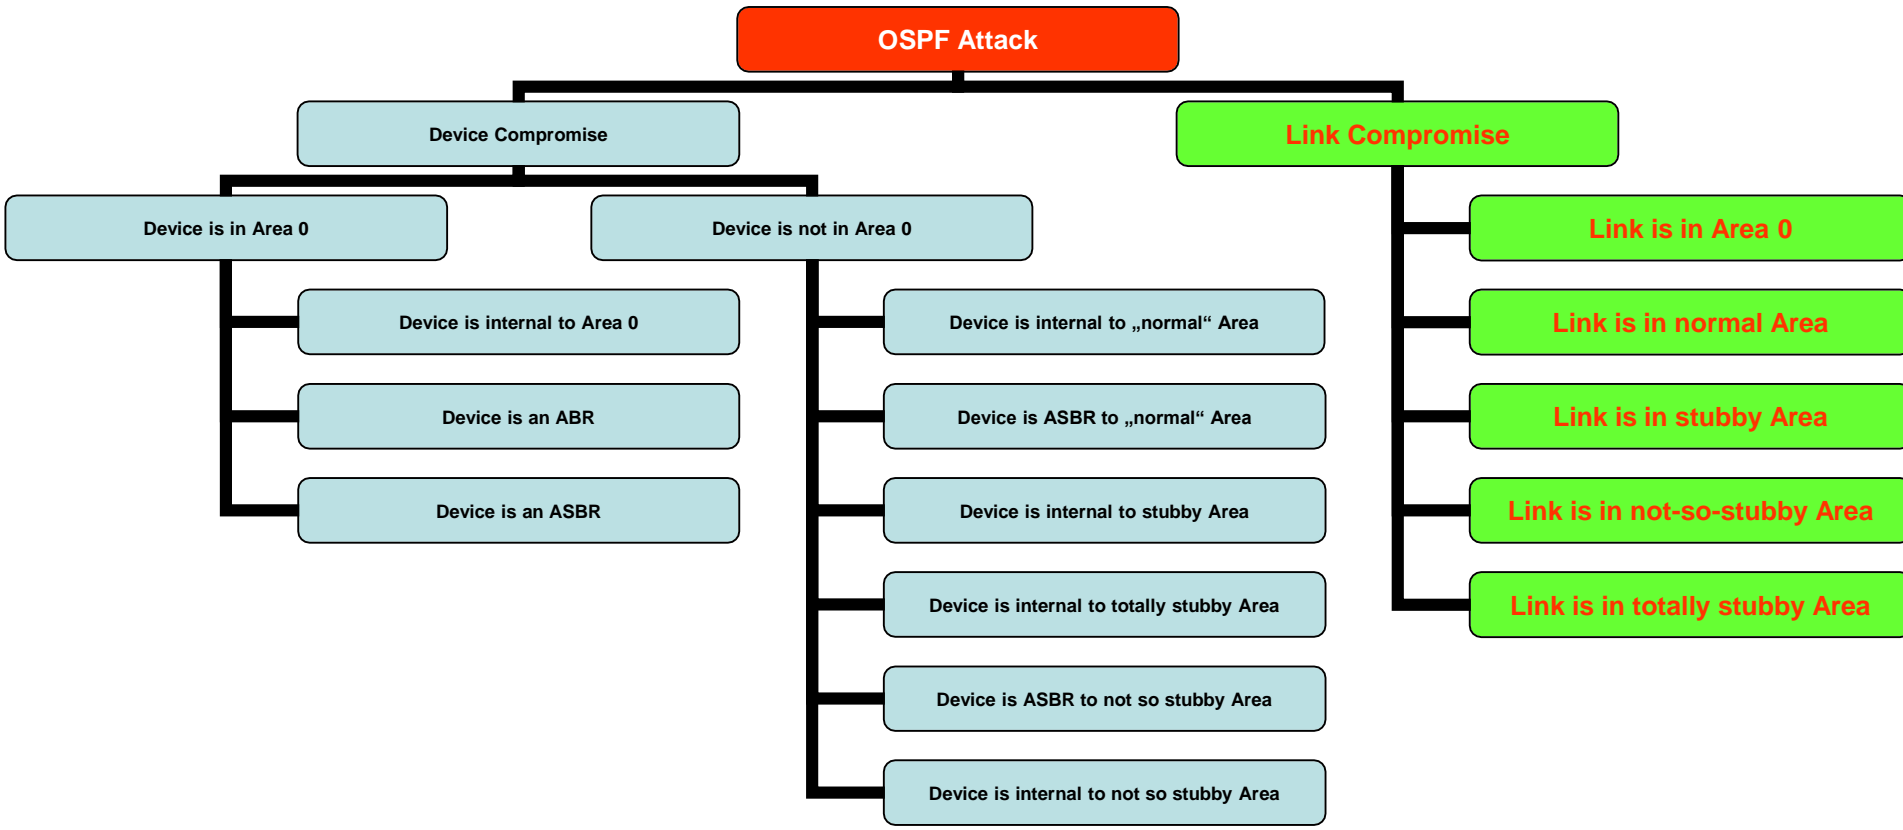 OSPF Attack
Device Compromise
Link Compromise
Device is in Area 0
Device is not in Area 0
Link is in Area 0
Device is internal to Area 0
Device is internal to „normal“ Area
Link is in normal Area
Device is an ABR
Device is ASBR to „normal“ Area
Link is in stubby Area
Device is an ASBR
Device is internal to stubby Area
Link is in not-so-stubby Area
Device is internal to totally stubby Area
Link is in totally stubby Area
Device is ASBR to not so stubby Area
Device is internal to not so stubby Area